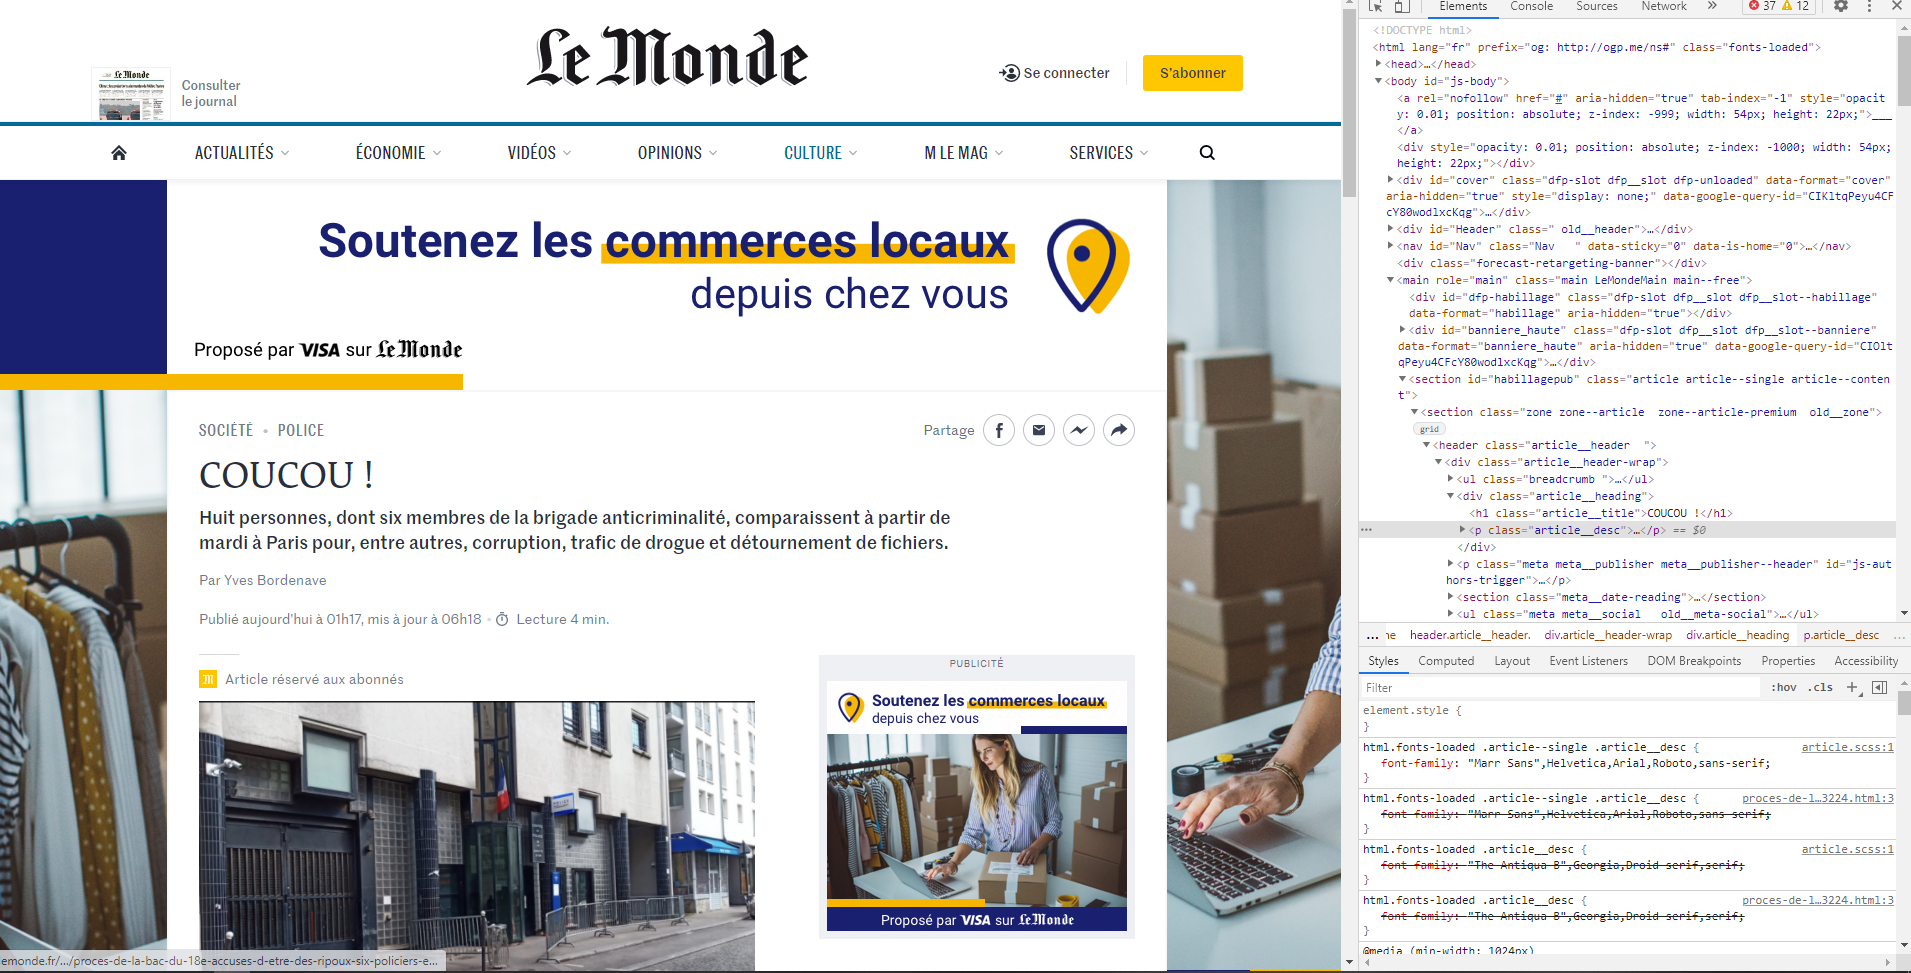 Le Monde
Consulter
le journal
Le Monde
Se connecter
S'abonner
ACTUALITÉS
ÉCONOMIE
VIDÉOS
OPINIONS
CULTURE
M LE MAG
SERVICES
Soutenez les commerces locaux
depuis chez vous
Proposé par VISA sur Le Monde
SOCIÉTÉ • POLICE
Partage
COUCOU !
Huit personnes, dont six membres de la brigade anticriminalité, comparaissent à partir de
mardi à Paris pour, entre autres, corruption, trafic de drogue et détournement de fichiers.
Par Yves Bordenave
Publié aujourd'hui à 01h17, mis à jour à 06h18 • Lecture 4 min.
Article réservé aux abonnés
PUBLICITÉ
Soutenez les commerces locaux
depuis chez vous
Proposé par VISA sur Le Monde
POLICE
lemonde.fr/.../proces-de-la-bac-du-18e-accuses-d-etre-des-ripoux-six-policiers-e...
Elements Console Sources Network » 37 12
<!DOCTYPE html>
<html lang="fr" prefix="og: http://ogp.me/ns#" class="fonts-loaded">
<head>…</head>
<body id="js-body">
<a rel="nofollow" href="#" aria-hidden="true" tab-index="-1" style="opacit
y: 0.01; position: absolute; z-index: -999; width: 54px; height: 22px;">___
</a>
<div style="opacity: 0.01; position: absolute; z-index: -1000; width: 54px;
height: 22px;"></div>
<div id="cover" class="dfp-slot dfp__slot dfp-unloaded" data-format="cover"
aria-hidden="true" style="display: none;" data-google-query-id="CIKltqPeyu4CF
cY80wodlxcKqg">…</div>
<div id="Header" class=" old__header">…</div>
<nav id="Nav" class="Nav   " data-sticky="0" data-is-home="0">…</nav>
<div class="forecast-retargeting-banner"></div>
<main role="main" class="main LeMondeMain main--free">
<div id="dfp-habillage" class="dfp-slot dfp__slot dfp__slot--habillage"
data-format="habillage" aria-hidden="true"></div>
<div id="banniere_haute" class="dfp-slot dfp__slot dfp__slot--banniere"
data-format="banniere_haute" aria-hidden="true" data-google-query-id="CIOlt
qPeyu4CFcY80wodlxcKqg">…</div>
<section id="habillagepub" class="article article--single article--conten
t">
<section class="zone zone--article  zone--article-premium  old__zone">
grid
<header class="article__header  ">
<div class="article__header-wrap">
<ul class="breadcrumb ">…</ul>
<div class="article__heading">
<h1 class="article__title">COUCOU !</h1>
<p class="article__desc">…</p> == $0
</div>
<p class="meta meta__publisher meta__publisher--header" id="js-aut
hors-trigger">…</p>
<section class="meta__date-reading">…</section>
<ul class="meta meta__social   old__meta-social">…</ul>
... ne header.article__header. div.article__header-wrap div.article__heading p.article__desc ...
Styles Computed Layout Event Listeners DOM Breakpoints Properties Accessibility
Filter :hov .cls +
element.style {
}
html.fonts-loaded .article--single .article__desc { article.scss:1
font-family: "Marr Sans",Helvetica,Arial,Roboto,sans-serif;
}
html.fonts-loaded .article--single .article__desc { proces-de-l…3224.html:3
font-family: "Marr Sans",Helvetica,Arial,Roboto,sans-serif;
}
html.fonts-loaded .article__desc { article.scss:1
font-family: "The Antiqua B",Georgia,Droid-serif,serif;
}
html.fonts-loaded .article__desc { proces-de-l…3224.html:3
font-family: "The Antiqua B",Georgia,Droid-serif,serif;
}
@media (min-width: 1024px)